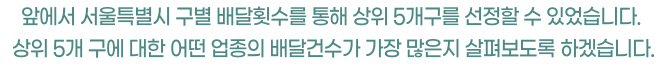 앞에서 서울특별시 구별 배달횟수를 통해 상위 5개구를 선정할 수 있었습니다.
상위 5개 구에 대한 어떤 업종의 배달건수가 가장 많은지 살펴보도록 하겠습니다.